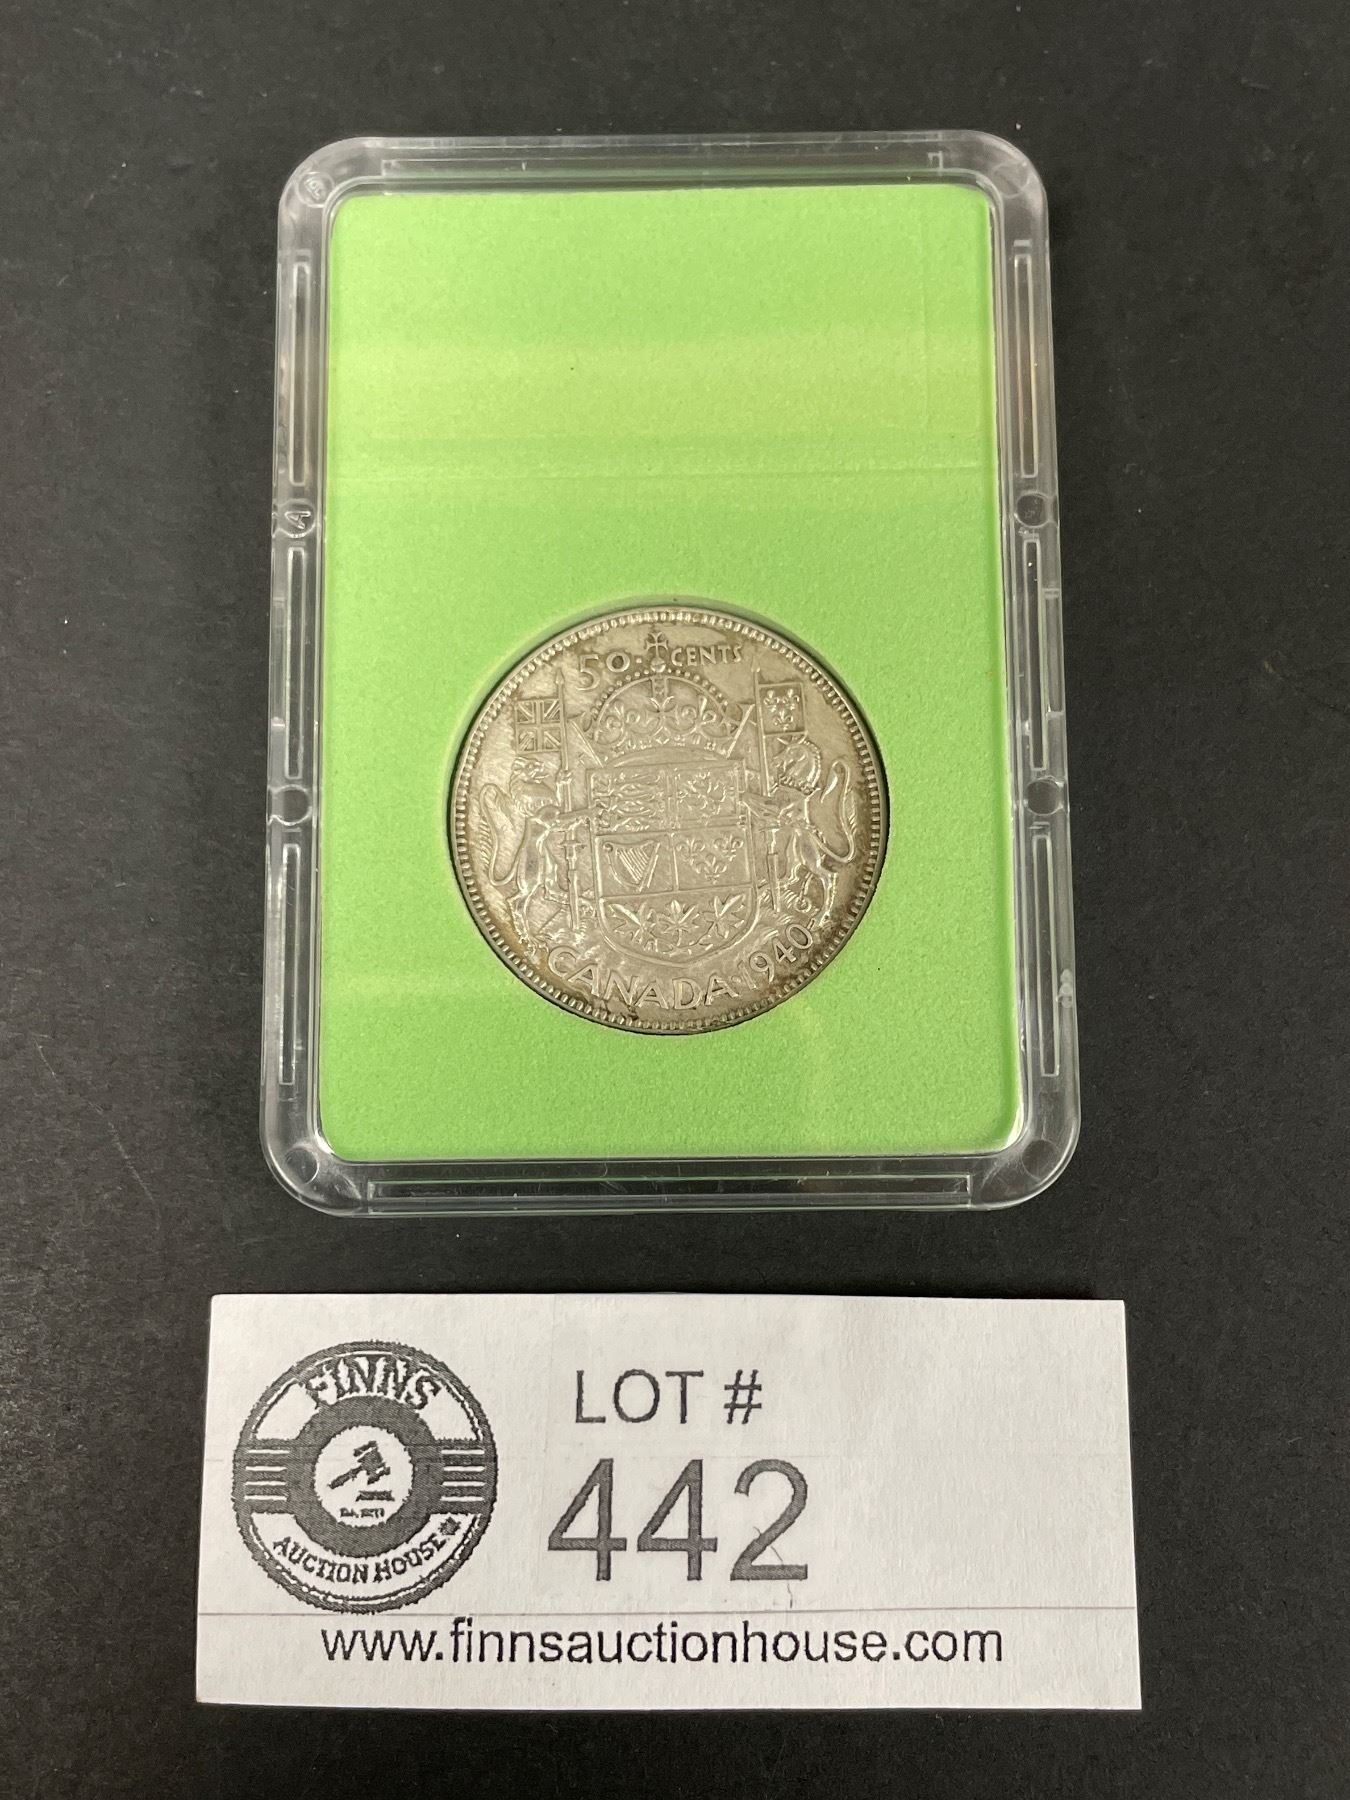 50 CENTS
CANADA 1940
FINNS
AUCTION HOUSE
LOT #
442
www.finnsauctionhouse.com